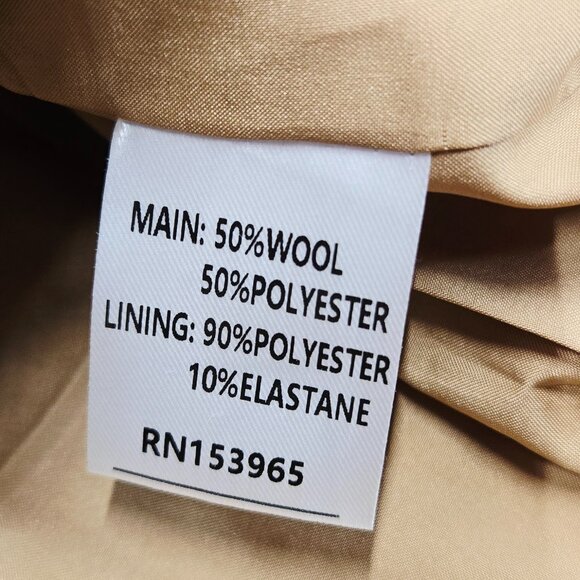 MAIN: 50%WOOL
50%POLYESTER
LINING: 90%POLYESTER
10%ELASTANE
RN153965